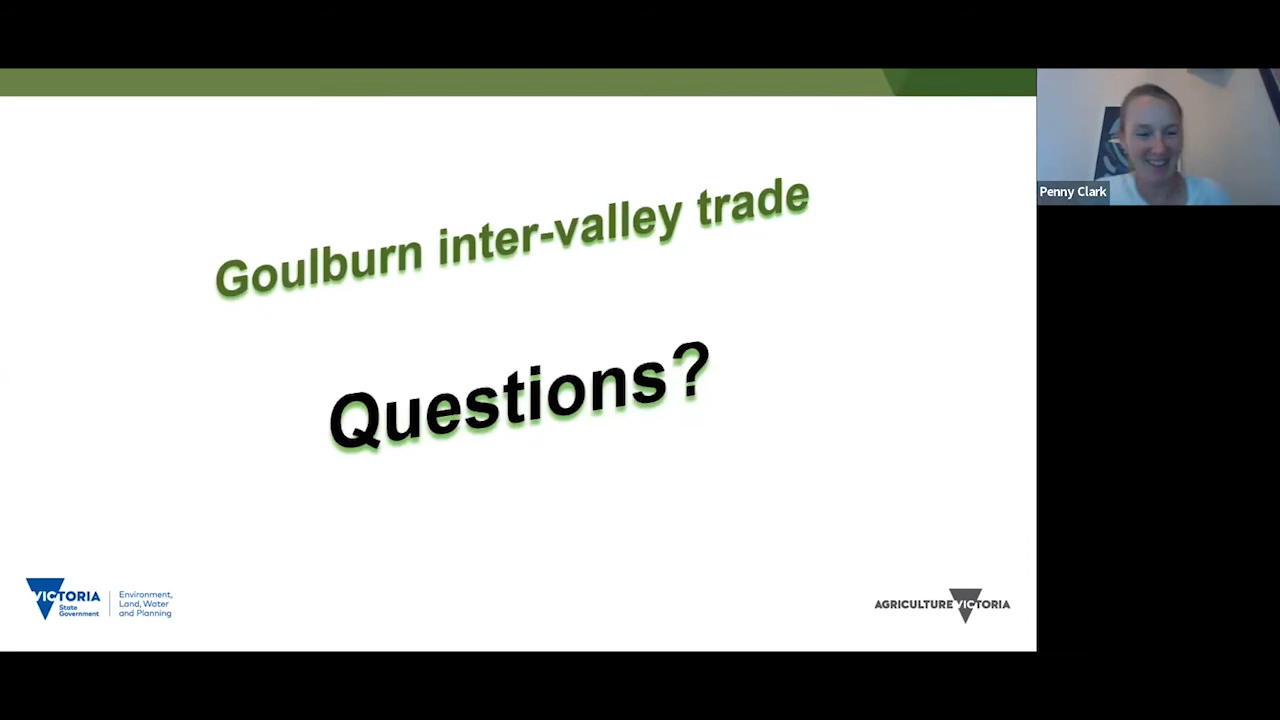 Goulburn inter-valley trade
Questions?
Penny Clark
VICTORIA
State
Government
Environment,
Land, Water
and Planning
AGRICULTURE VICTORIA